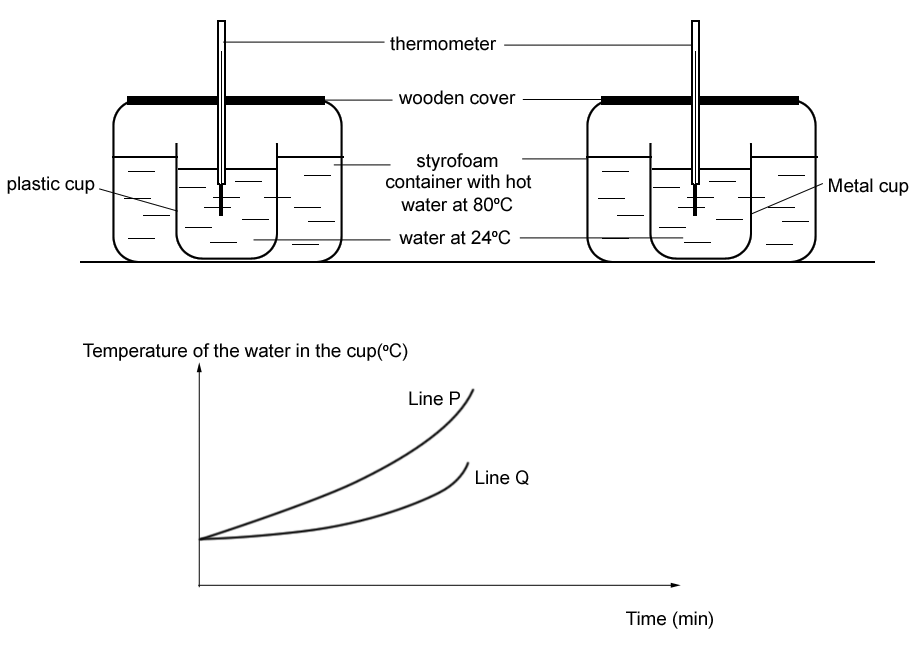 thermometer
wooden cover
styrofoam
container with hot
water at 80ºC
plastic cup
Metal cup
water at 24ºC
Temperature of the water in the cup(ºC)
Line P
Line Q
Time (min)